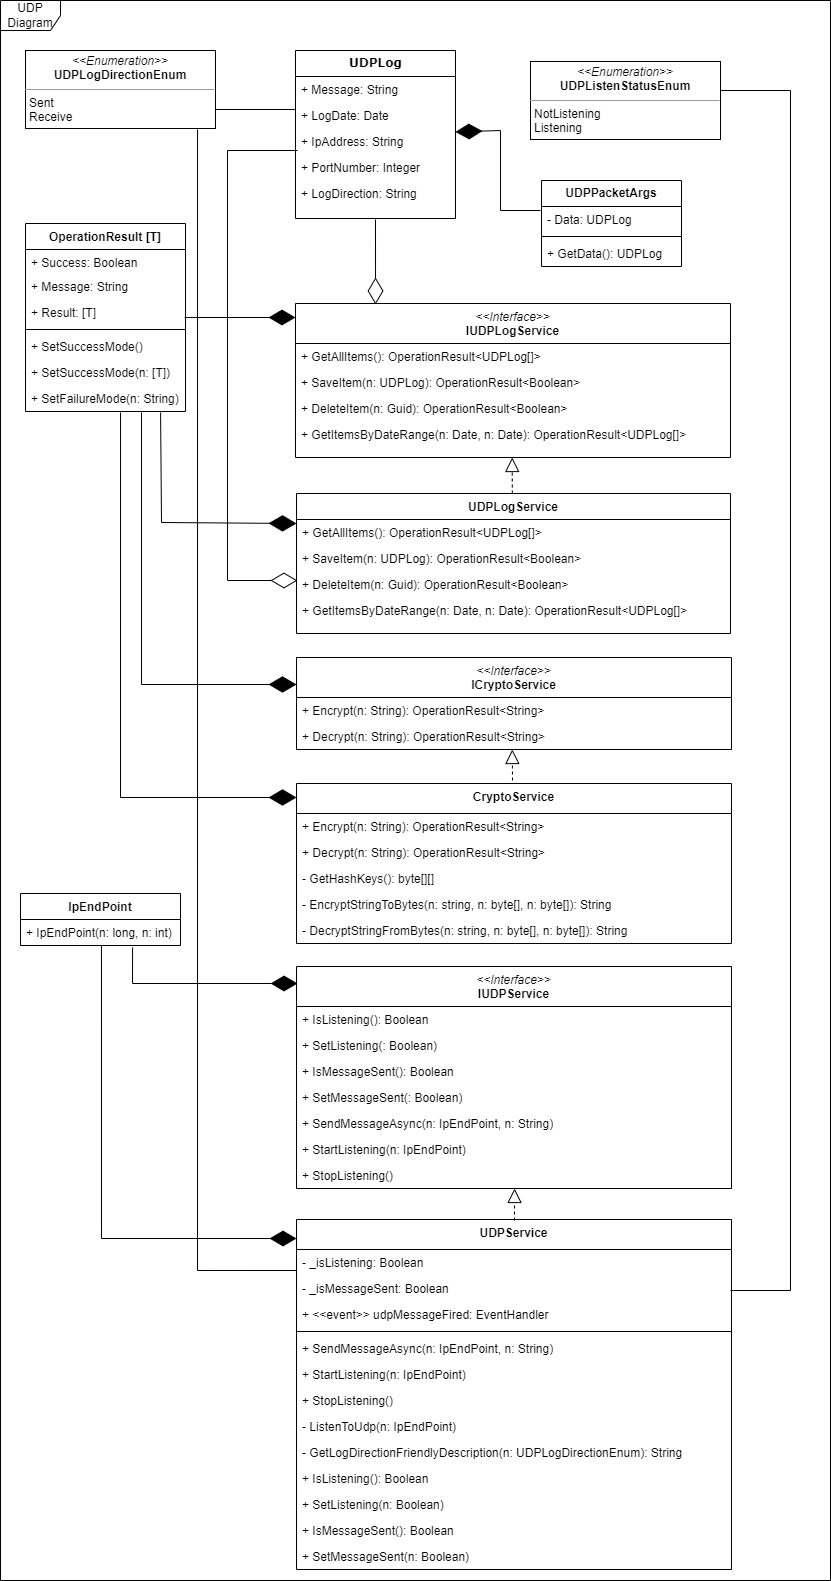 UDP
Diagram
<<Enumeration>>
UDPLogDirectionEnum
Sent
Receive
UDPLog
+ Message: String
+ LogDate: Date
+ IpAddress: String
+ PortNumber: Integer
+ LogDirection: String
<<Enumeration>>
UDPListenStatusEnum
NotListening
Listening
UDPPacketArgs
- Data: UDPLog
+ GetData(): UDPLog
OperationResult [T]
+ Success: Boolean
+ Message: String
+ Result: [T]
+ SetSuccessMode()
+ SetSuccessMode(n: [T])
+ SetFailureMode(n: String)
<<Interface>>
IUDPLogService
+ GetAllItems(): OperationResult<UDPLog[]>
+ SaveItem(n: UDPLog): OperationResult<Boolean>
+ DeleteItem(n: Guid): OperationResult<Boolean>
+ GetItemsByDateRange(n: Date, n: Date): OperationResult<UDPLog[]>
UDPLogService
+ GetAllItems(): OperationResult<UDPLog[]>
+ SaveItem(n: UDPLog): OperationResult<Boolean>
+ DeleteItem(n: Guid): OperationResult<Boolean>
+ GetItemsByDateRange(n: Date, n: Date): OperationResult<UDPLog[]>
<<Interface>>
ICryptoService
+ Encrypt(n: String): OperationResult<String>
+ Decrypt(n: String): OperationResult<String>
CryptoService
+ Encrypt(n: String): OperationResult<String>
+ Decrypt(n: String): OperationResult<String>
- GetHashKeys(): byte[][]
- EncryptStringToBytes(n: string, n: byte[], n: byte[]): String
- DecryptStringFromBytes(n: string, n: byte[], n: byte[]): String
IpEndPoint
+ IpEndPoint(n: long, n: int)
<<Interface>>
IUDPService
+ IsListening(): Boolean
+ SetListening(: Boolean)
+ IsMessageSent(): Boolean
+ SetMessageSent(: Boolean)
+ SendMessageAsync(n: IpEndPoint, n: String)
+ StartListening(n: IpEndPoint)
+ StopListening()
UDPService
- _isListening: Boolean
- _isMessageSent: Boolean
+ <<event>> udpMessageFired: EventHandler
+ SendMessageAsync(n: IpEndPoint, n: String)
+ StartListening(n: IpEndPoint)
+ StopListening()
- ListenToUdp(n: IpEndPoint)
- GetLogDirectionFriendlyDescription(n: UDPLogDirectionEnum): String
+ IsListening(): Boolean
+ SetListening(n: Boolean)
+ IsMessageSent(): Boolean
+ SetMessageSent(n: Boolean)